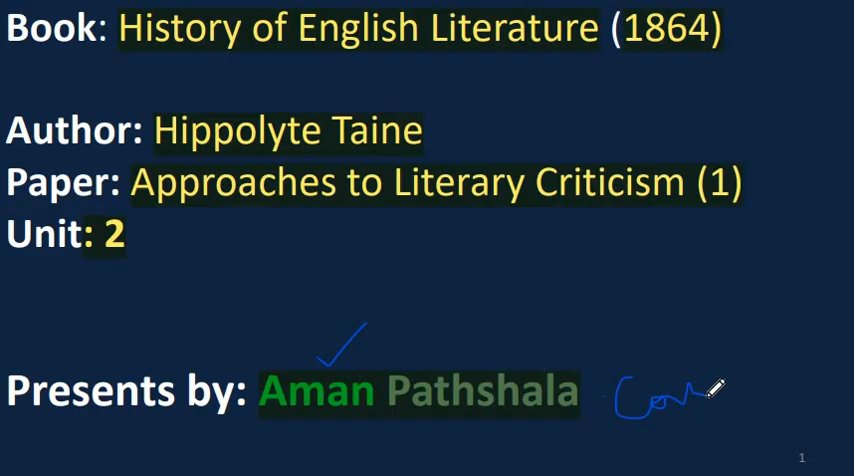 Book: History of English Literature (1864)
Author: Hippolyte Taine
Paper: Approaches to Literary Criticism (1)
Unit: 2
Presents by: Aman Pathshala
1